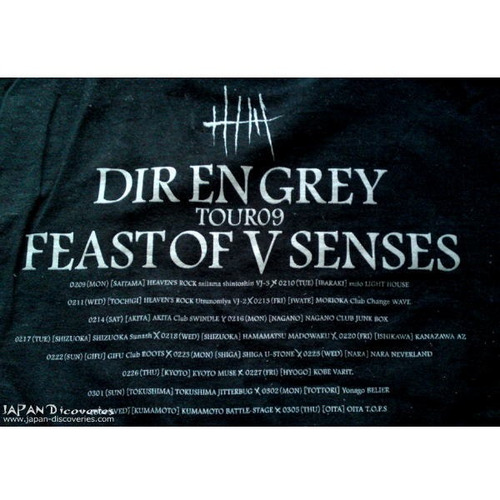 DIR EN GREY
TOUR09
FEAST OF V SENSES
0209 (MON) [SAITAMA] HEAVEN'S ROCK saitama shintoshin VJ-3 X 0210 (TUE) [IBARAKI] mito LIGHT HOUSE
0211 (WED) [TOCHIGI] HEAVEN'S ROCK Utsunomiya VJ-2 X 0213 (FRI) [IWATE] MORIOKA Club Change WAVE
0214 (SAT) [AKITA] AKITA Club SWINDLE X 0216 (MON) [NAGANO] NAGANO CLUB JUNK BOX
0217 (TUE) [SHIZUOKA] SHIZUOKA Sunash X 0218 (WED) [SHIZUOKA] HAMAMATSU MADOWAKU X 0220 (FRI) [ISHIKAWA] KANAZAWA AZ
0222 (SUN) [GIFU] GIFU Club ROOTS X 0223 (MON) [SHIGA] SHIGA U-STONE X 0225 (WED) [NARA] NARA NEVERLAND
0226 (THU) [KYOTO] KYOTO MUSE X 0227 (FRI) [HYOGO] KOBE VARIT.
0301 (SUN) [TOKUSHIMA] TOKUSHIMA JITTERBUG X 0302 (MON) [TOTTORI] Yonago BELIER
(WED) [KUMAMOTO] KUMAMOTO BATTLE-STAGE X 0305 (THU) [OITA] OITA T.O.P.S
JAPAN Discoveries
www.japan-discoveries.com